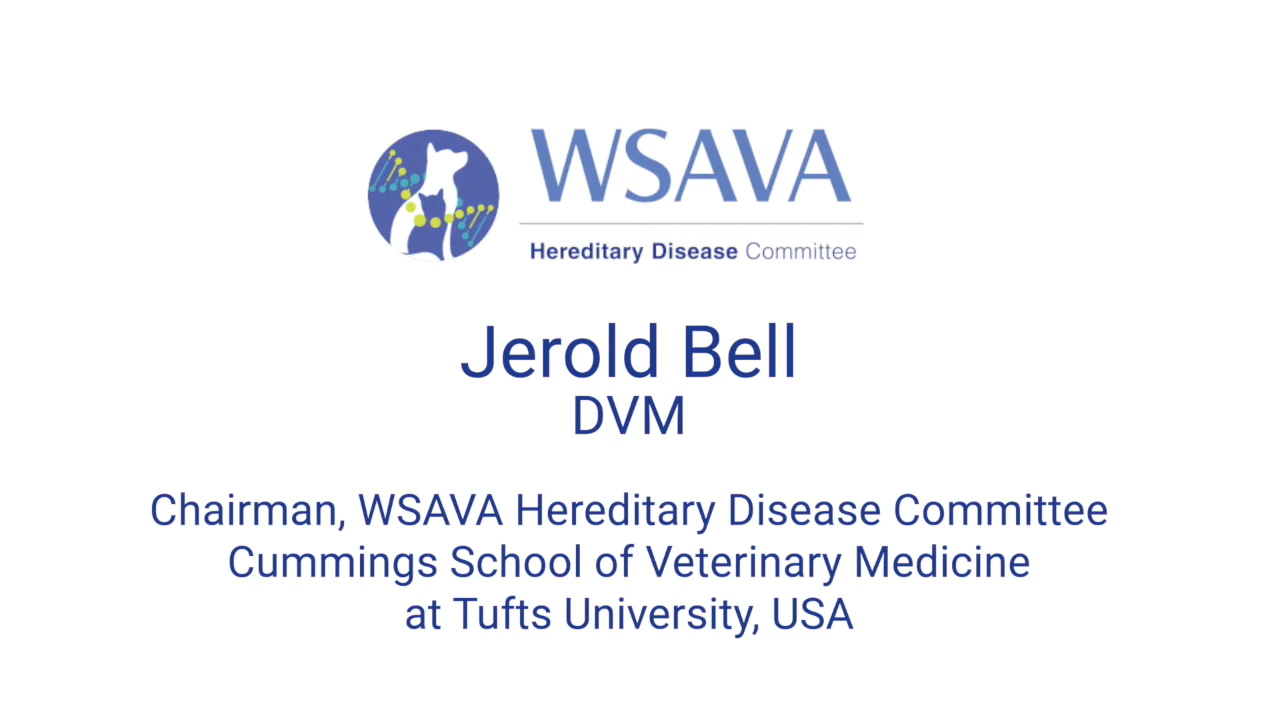 WSAVA
Hereditary Disease Committee
Jerold Bell
DVM
Chairman, WSAVA Hereditary Disease Committee
Cummings School of Veterinary Medicine
at Tufts University, USA